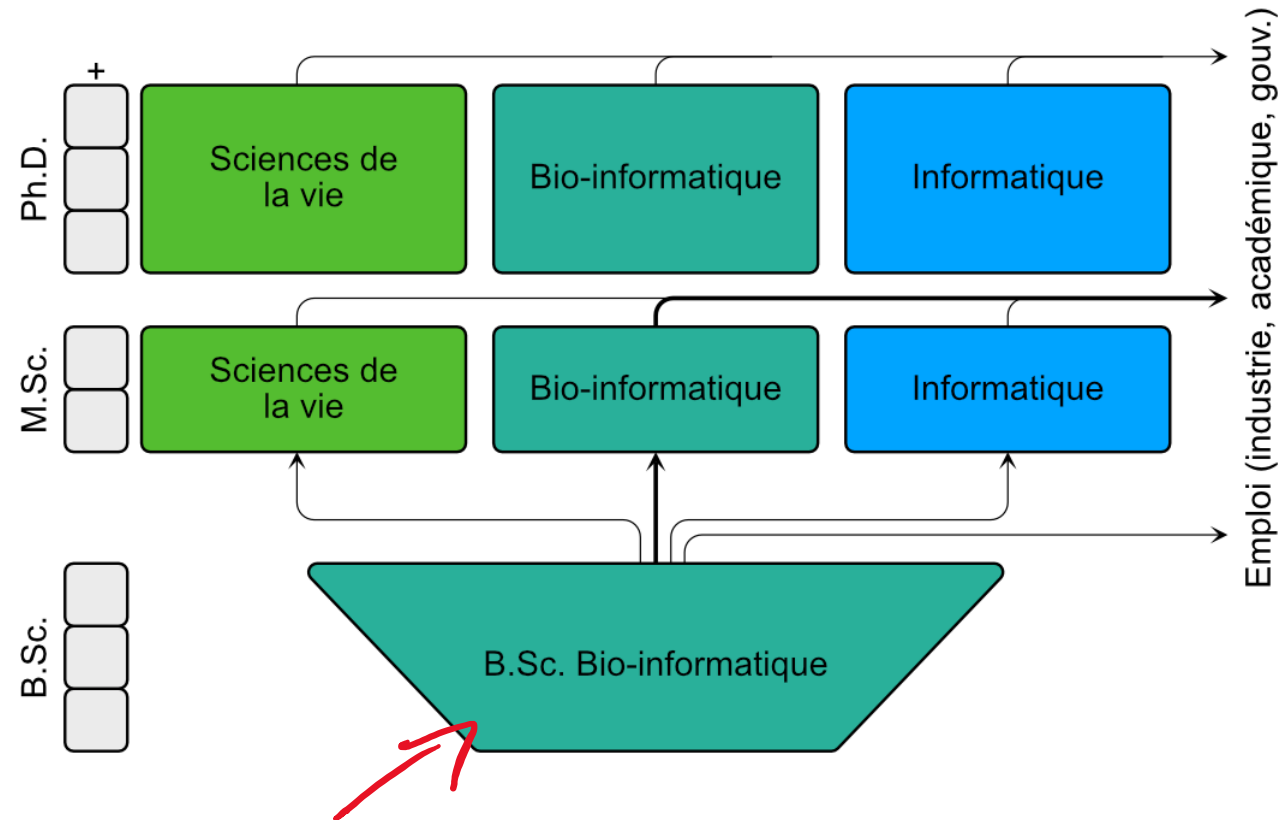 +
Ph.D.
Sciences de
la vie
Bio-informatique
Informatique
M.Sc.
Sciences de
la vie
Bio-informatique
Informatique
B.Sc.
B.Sc. Bio-informatique
Emploi (industrie, académique, gouv.)